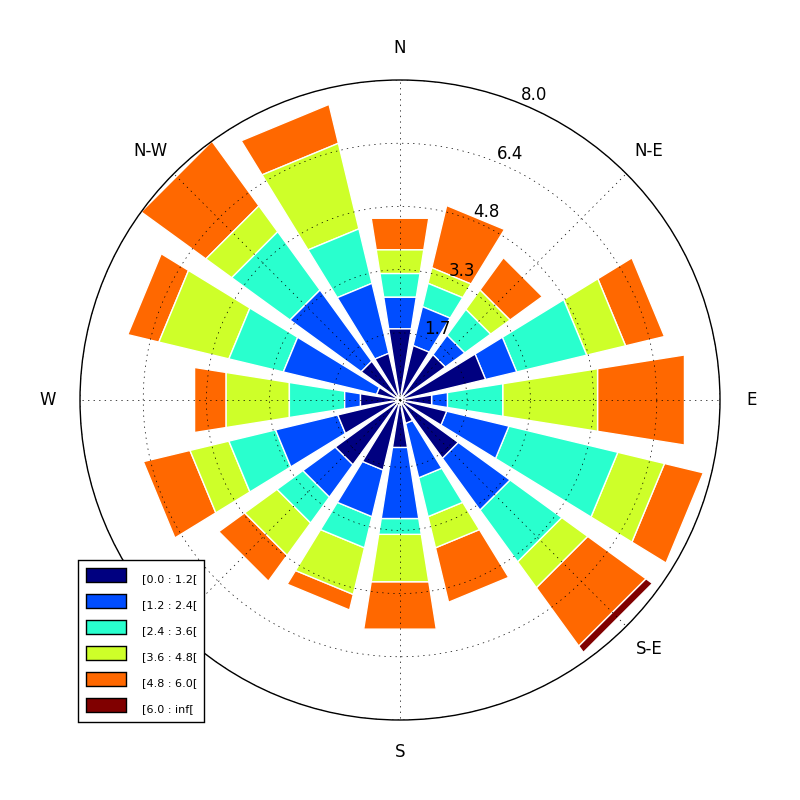 N
8.0
N-W
N-E
6.4
4.8
3.3
1.7
W
E
[0.0 : 1.2[
[1.2 : 2.4[
[2.4 : 3.6[
[3.6 : 4.8[
[4.8 : 6.0[
[6.0 : inf[
S-E
S